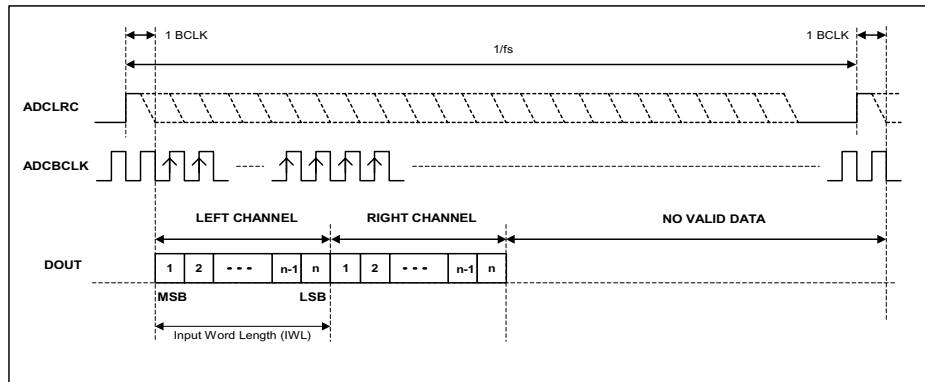 1 BCLK
1 BCLK
1/fs
ADCLRC
ADCBCLK
LEFT CHANNEL
RIGHT CHANNEL
NO VALID DATA
DOUT
1 2 - - - n-1 n 1 2 - - - n-1 n
MSB LSB
Input Word Length (IWL)